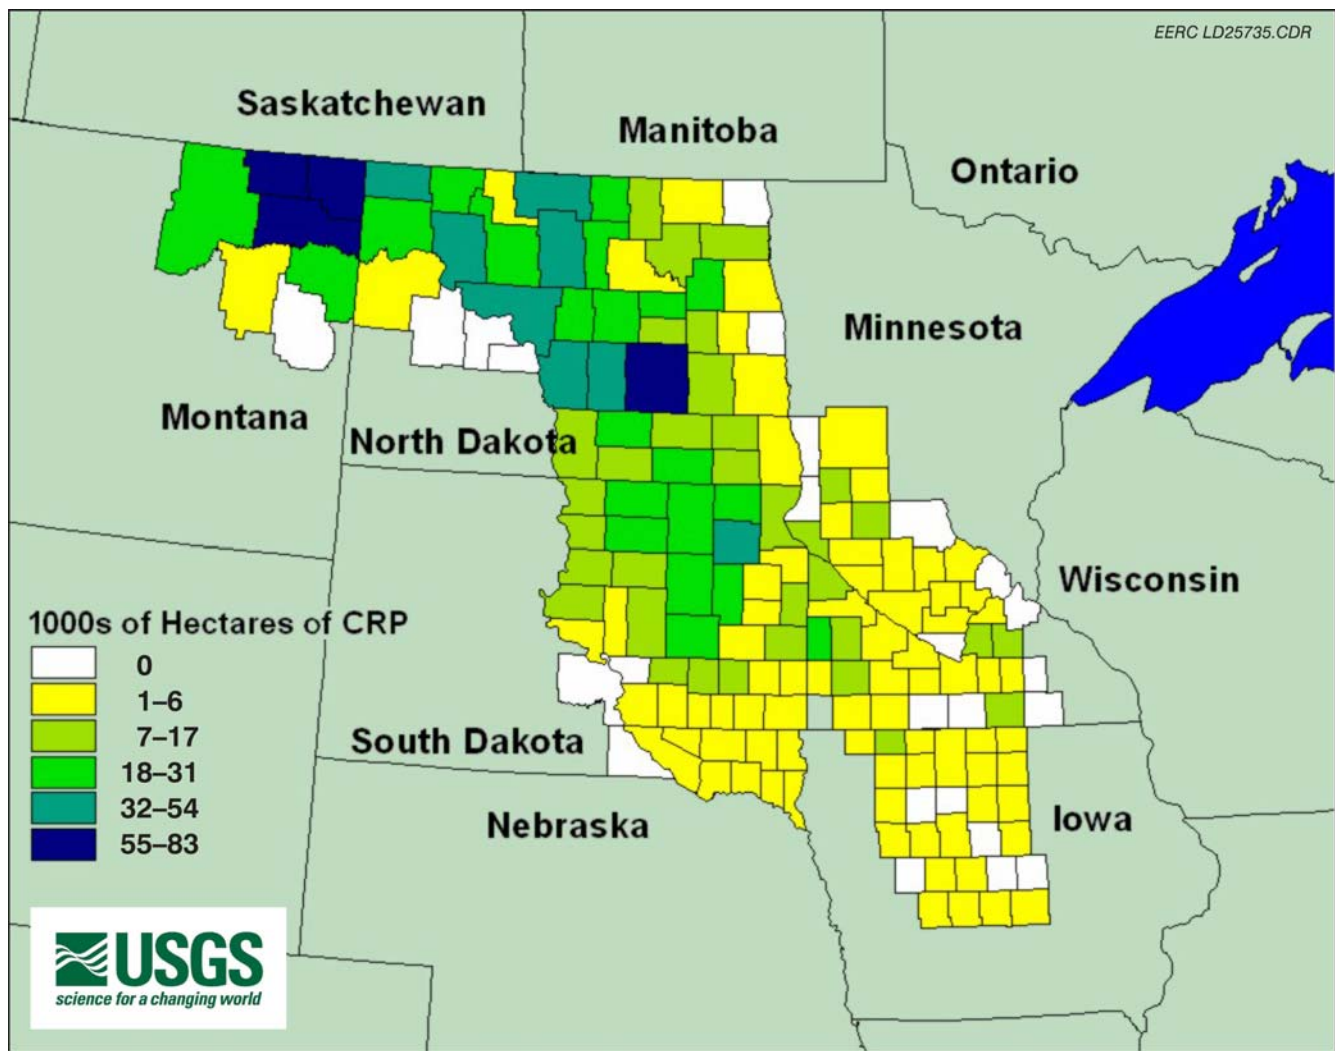 EERC LD25735.CDR
Saskatchewan
Manitoba
Ontario
Minnesota
Montana
North Dakota
Wisconsin
1000s of Hectares of CRP
0
1–6
7–17
18–31
32–54
55–83
South Dakota
Nebraska
Iowa
USGS
science for a changing world